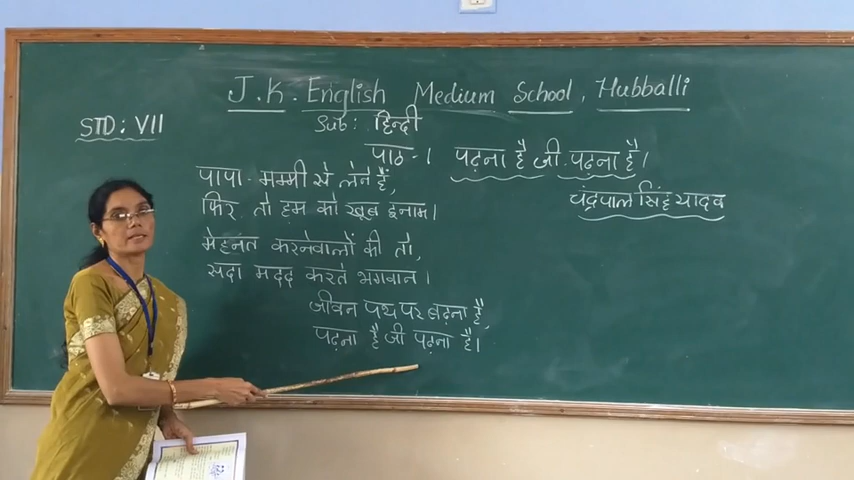 J.K. English Medium School, Hubballi
STD: VII
Sub: हिन्दी
पाठ - 1 पढ़ना है जी पढ़ना है।
चंद्रपाल सिंह यादव
पापा - मम्मी से लेने हैं,
फिर तो हम को खूब इनाम।
मेहनत करनेवालों की तो,
सदा मदद करते भगवान।
जीवन पथ पर बढ़ना है,
पढ़ना है जी पढ़ना है।